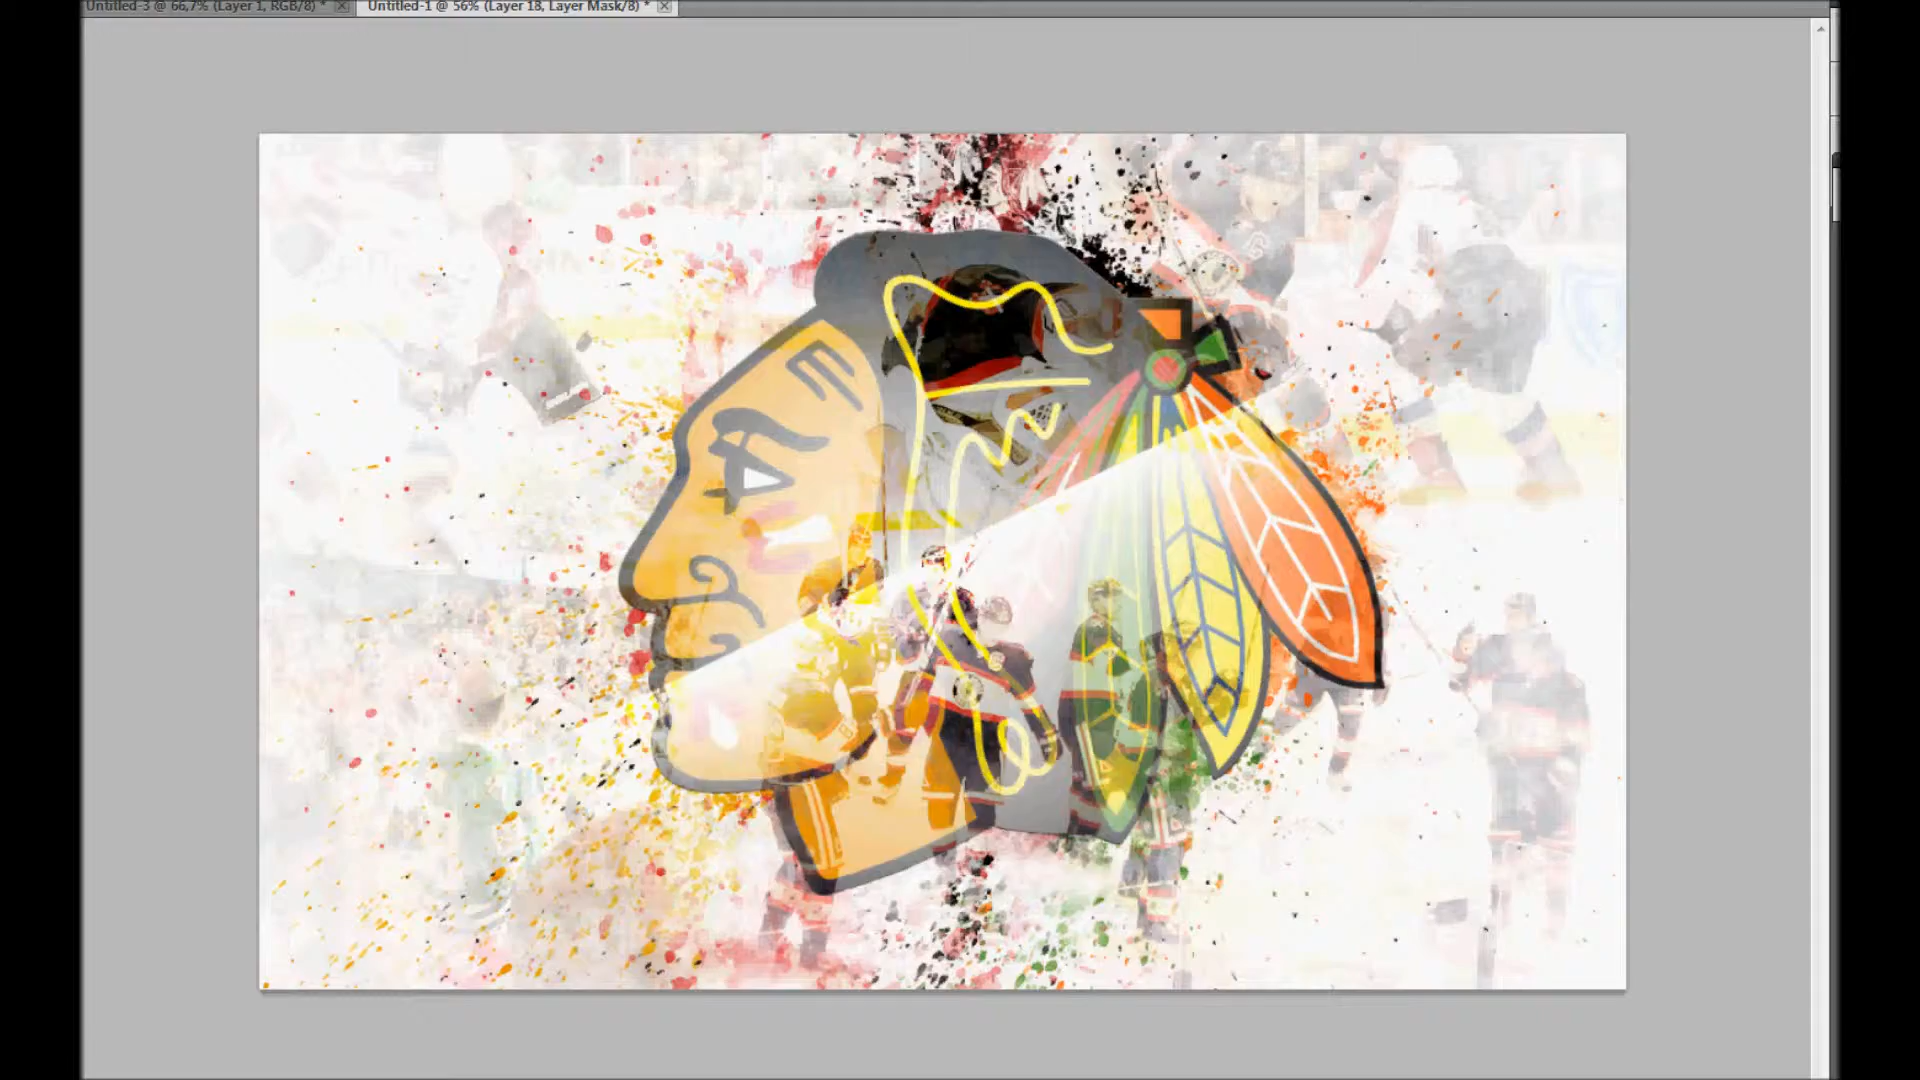 Untitled-3 @ 66,7% (Layer 1, RGB/8) *
Untitled-1 @ 56% (Layer 18, Layer Mask/8) *